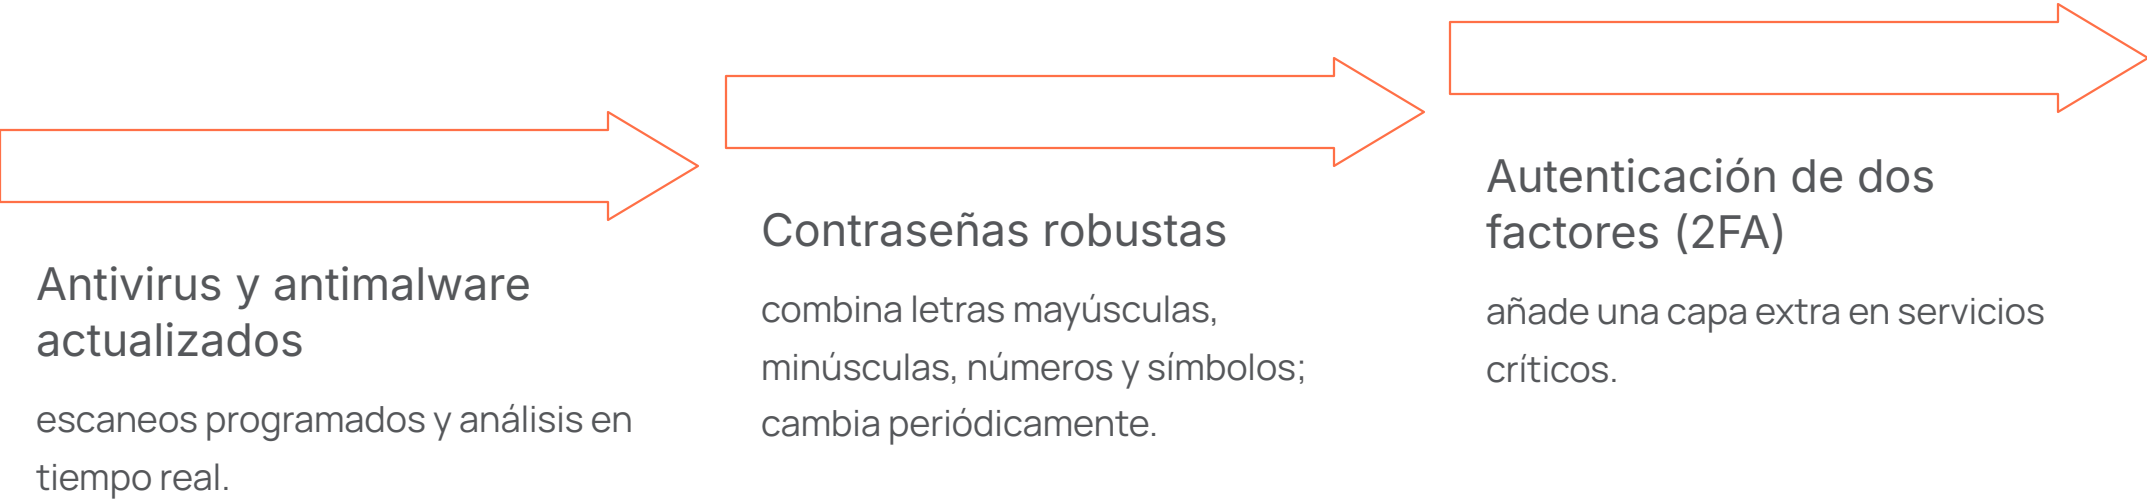 Antivirus y antimalware
actualizados
escaneos programados y análisis en
tiempo real.
Contraseñas robustas
combina letras mayúsculas,
minúsculas, números y símbolos;
cambia periódicamente.
Autenticación de dos
factores (2FA)
añade una capa extra en servicios
críticos.